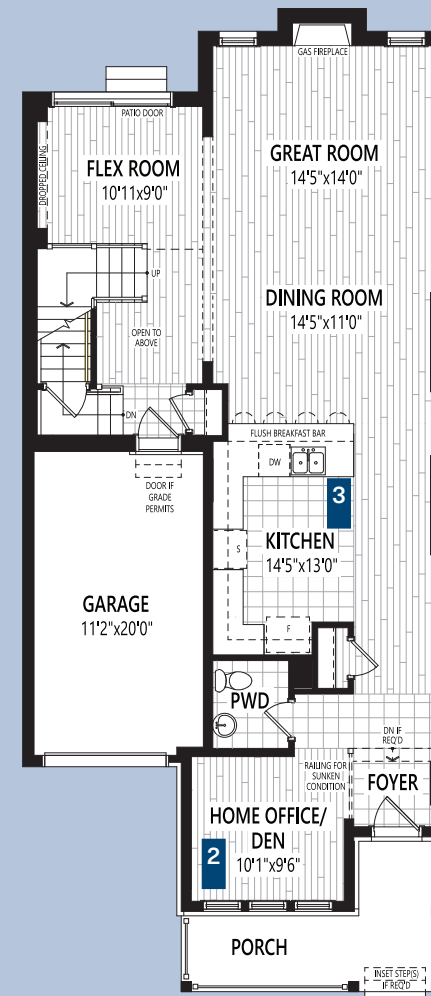 GAS FIREPLACE
PATIO DOOR
DROPPED CEILING
FLEX ROOM
10'11x9'0"
GREAT ROOM
14'5"x14'0"
UP
DINING ROOM
14'5"x11'0"
OPEN TO
ABOVE
DN
FLUSH BREAKFAST BAR
DW
DOOR IF
GRADE
PERMITS
3
KITCHEN
14'5"x13'0"
S
F
GARAGE
11'2"x20'0"
PWD
DN IF
REQ'D
RAILING FOR
SUNKEN
CONDITION
FOYER
HOME OFFICE/
DEN
10'1"x9'6"
2
PORCH
INSET STEP(S)
IF REQ'D